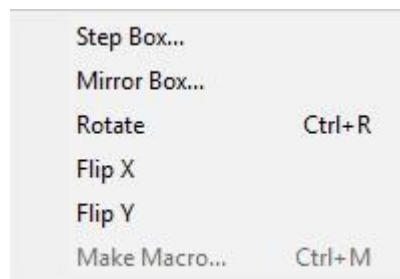 Step Box...
Mirror Box...
Rotate Ctrl+R
Flip X
Flip Y
Make Macro... Ctrl+M